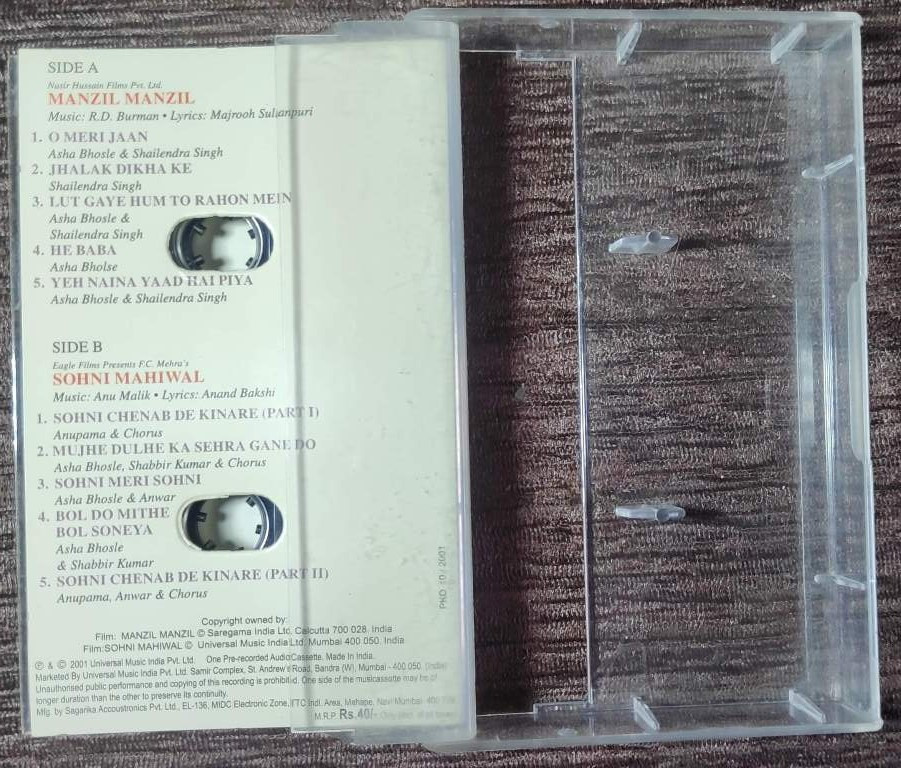 SIDE A
Nasir Hussain Films Pvt. Ltd.
MANZIL MANZIL
Music: R.D. Burman • Lyrics: Majrooh Sultanpuri
1. O MERI JAAN
Asha Bhosle & Shailendra Singh
2. JHALAK DIKHA KE
Shailendra Singh
3. LUT GAYE HUM TO RAHON MEIN
Asha Bhosle &
Shailendra Singh
4. HE BABA
Asha Bholse
5. YEH NAINA YAAD HAI PIYA
Asha Bhosle & Shailendra Singh
SIDE B
Eagle Films Presents F.C. Mehra's
SOHNI MAHIWAL
Music: Anu Malik • Lyrics: Anand Bakshi
1. SOHNI CHENAB DE KINARE (PART I)
Anupama & Chorus
2. MUJHE DULHE KA SEHRA GANE DO
Asha Bhosle, Shabbir Kumar & Chorus
3. SOHNI MERI SOHNI
Asha Bhosle & Anwar
4. BOL DO MITHE
BOL SONEYA
Asha Bhosle
& Shabbir Kumar
5. SOHNI CHENAB DE KINARE (PART II)
Anupama, Anwar & Chorus
PKD 10 / 2001
Copyright owned by:
Film: MANZIL MANZIL © Saregama India Ltd. Calcutta 700 028. India
Film:SOHNI MAHIWAL © Universal Music India Ltd. Mumbai 400 050. India
℗ & © 2001 Universal Music India Pvt. Ltd. One Pre-recorded AudioCassette. Made In India.
Marketed By Universal Music India Pvt. Ltd. Samir Complex, St. Andrew's Road, Bandra (W), Mumbai - 400 050. (India)
Unauthorised public performance and copying of this recording is prohibitid. One side of the musicassette may be of
longer duration than the other to preserve its continuity.
Mfg. by Sagarika Accoustronics Pvt. Ltd., EL-136, MIDC Electronic Zone, TTC Indl. Area, Mahape, Navi Mumbai- 400
M.R.P. Rs.40/-